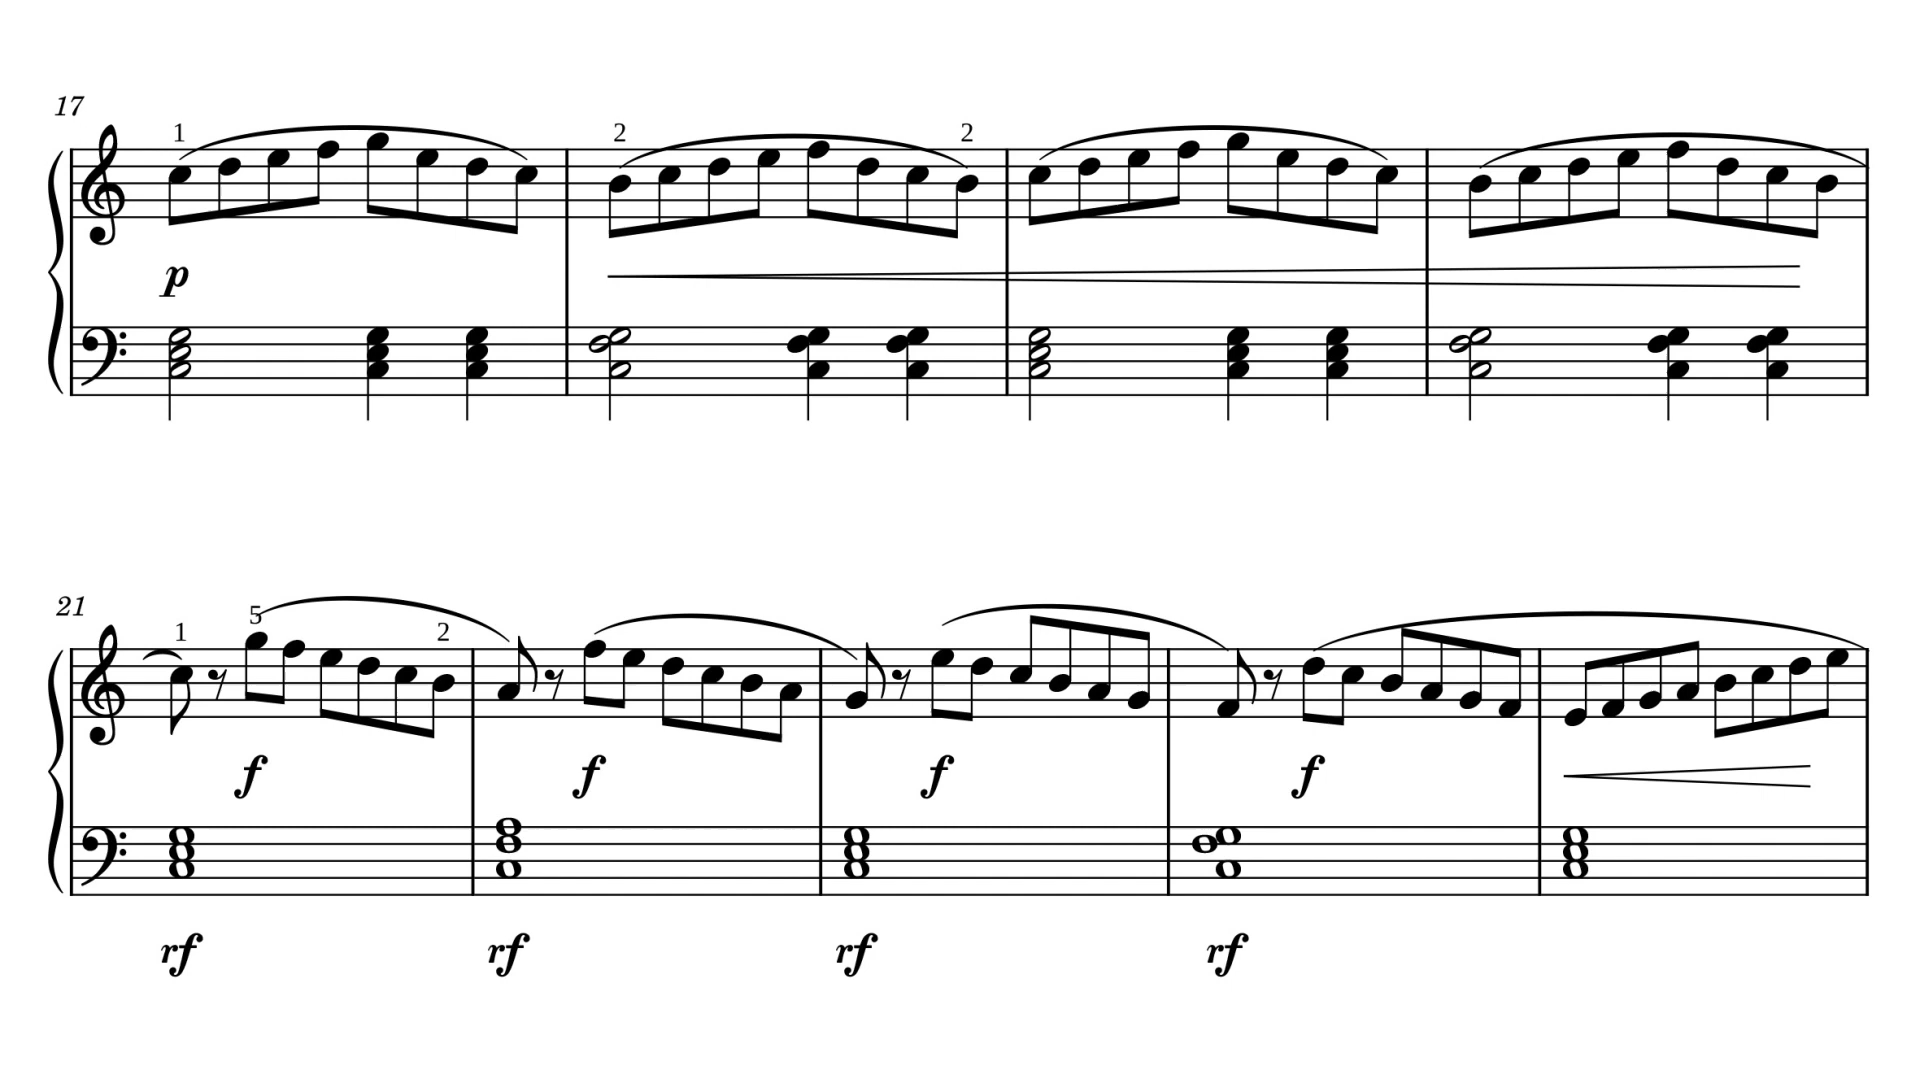 17
1 2 2
p
21
1 5 2
f f f f
rf rf rf rf